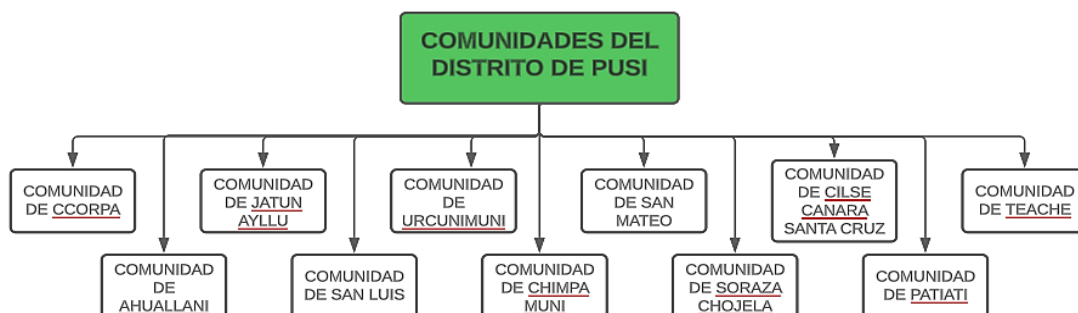 COMUNIDADES DEL
DISTRITO DE PUSI
COMUNIDAD
DE CCORPA
COMUNIDAD
DE JATUN
AYLLU
COMUNIDAD
DE
URCUNIMUNI
COMUNIDAD
DE SAN
MATEO
COMUNIDAD
DE CILSE
CANARA
SANTA CRUZ
COMUNIDAD
DE TEACHE
COMUNIDAD
DE
AHUALLANI
COMUNIDAD
DE SAN LUIS
COMUNIDAD
DE CHIMPA
MUNI
COMUNIDAD
DE SORAZA
CHOJELA
COMUNIDAD
DE PATIATI